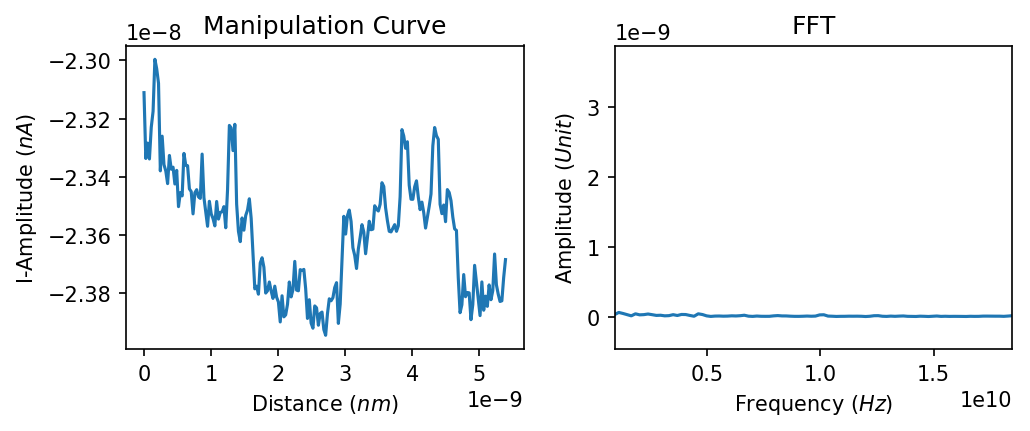 Manipulation Curve
1e−8
−2.30
−2.32
−2.34
−2.36
−2.38
I-Amplitude (nA)
0 1 2 3 4 5
1e−9
Distance (nm)
FFT
1e−9
3
2
1
0
Amplitude (Unit)
0.5 1.0 1.5
1e10
Frequency (Hz)